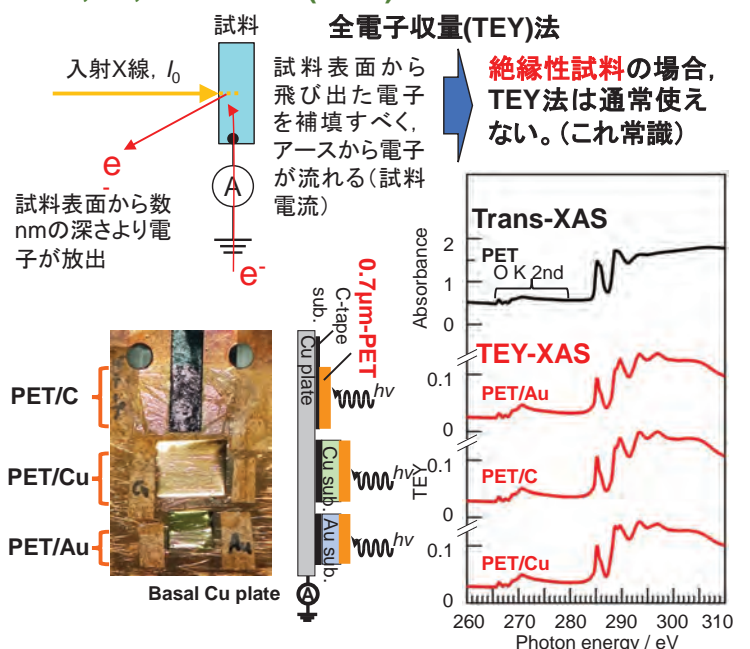 試料
全電子収量(TEY)法
入射X線, I0
試料表面から
飛び出た電子
を補填すべく,
アースから電子
が流れる(試料
電流)
絶縁性試料の場合,
TEY法は通常使え
ない。(これ常識)
e-
A
試料表面から数
nmの深さより電
子が放出
e-
0.7μm-PET
C-tape
sub.
Cu plate
Cu sub.
Au sub.
hν
hν
hν
A
PET/C
PET/Cu
PET/Au
Basal Cu plate
Trans-XAS
PET
O K 2nd
Absorbance
2
1
0
TEY-XAS
PET/Au
PET/C
PET/Cu
TEY
0.1
0.1
0.1
0
260 270 280 290 300 310
Photon energy / eV